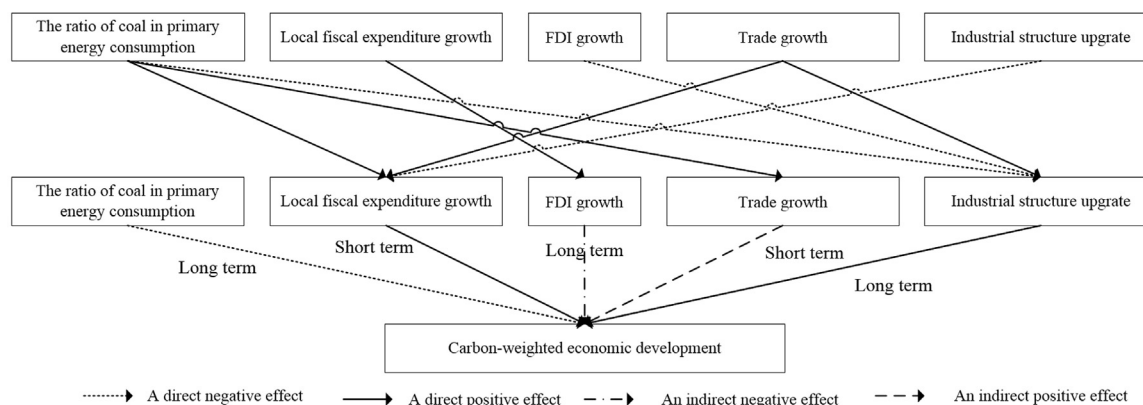 The ratio of coal in primary
energy consumption
Local fiscal expenditure growth
FDI growth
Trade growth
Industrial structure upgrate
The ratio of coal in primary
energy consumption
Local fiscal expenditure growth
FDI growth
Trade growth
Industrial structure upgrate
Long term
Short term
Long term
Short term
Long term
Carbon-weighted economic development
A direct negative effect
A direct positive effect
An indirect negative effect
An indirect positive effect